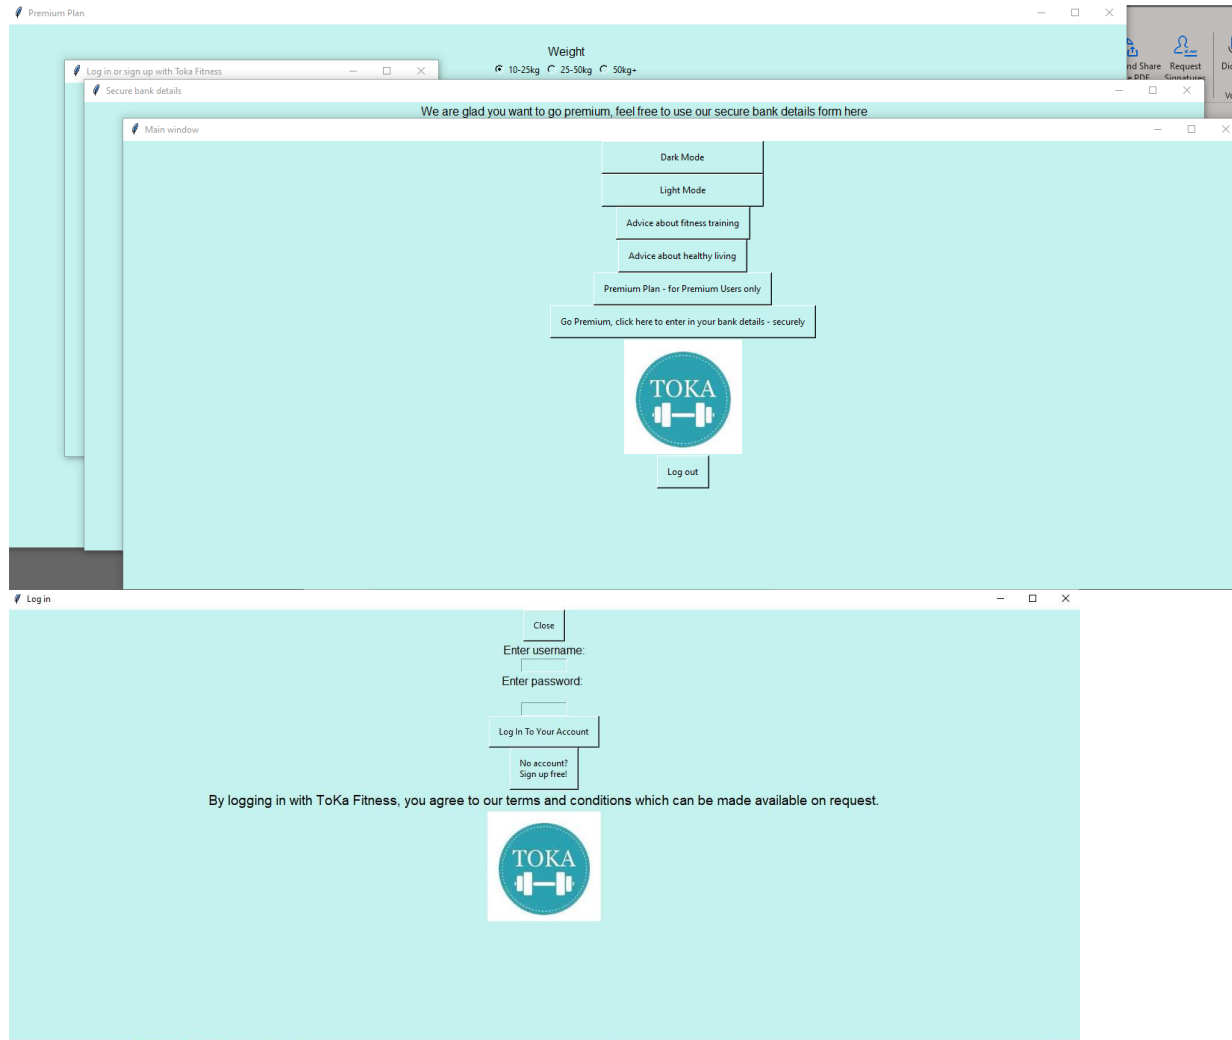 Premium Plan
Weight
10-25kg 25-50kg 50kg+
Share
Request
Signatures
Log in or sign up with Toka Fitness
Secure bank details
We are glad you want to go premium, feel free to use our secure bank details form here
Main window
Dark Mode
Light Mode
Advice about fitness training
Advice about healthy living
Premium Plan - for Premium Users only
Go Premium, click here to enter in your bank details - securely
TOKA
Log out
Log in
Close
Enter username:
Enter password:
Log In To Your Account
No account?
Sign up free!
By logging in with ToKa Fitness, you agree to our terms and conditions which can be made available on request.
TOKA